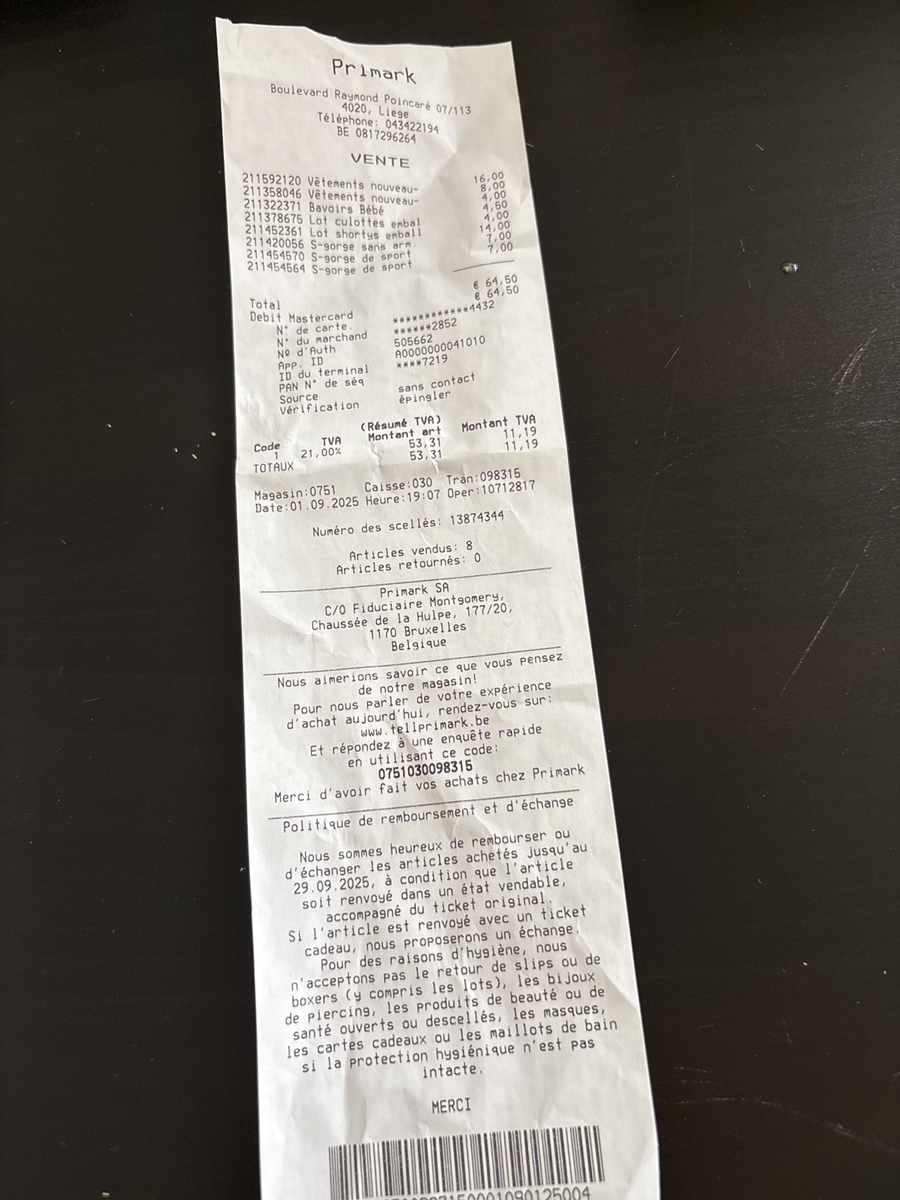 Primark
Boulevard Raymond Poincaré 07/113
4020, Liege
Téléphone: 043422194
BE 0817296264
VENTE
211592120 Vêtements nouveau- 16,00
211358046 Vêtements nouveau- 8,00
211322371 Bavoirs Bébé 4,00
211378675 Lot culottes embal 4,50
211452361 Lot shortys emball 4,00
211420056 S-gorge sans arm. 14,00
211454570 S-gorge de sport 7,00
211454564 S-gorge de sport 7,00
Total € 64,50
Debit Mastercard € 64,50
N° de carte. ************4432
N° du marchand ******2852
Nº d'Auth 505662
App. ID A0000000041010
ID du terminal ****7219
PAN N° de séq
Source sans contact
Vérification épingler
(Résumé TVA)
Code TVA Montant art Montant TVA
1 21,00% 53,31 11,19
TOTAUX 53,31 11,19
Magasin:0751 Caisse:030 Tran:098315
Date:01.09.2025 Heure:19:07 Oper:10712817
Numéro des scellés: 13874344
Articles vendus: 8
Articles retournés: 0
Primark SA
C/O Fiduciaire Montgomery,
Chaussée de la Hulpe, 177/20,
1170 Bruxelles
Belgique
Nous aimerions savoir ce que vous pensez
de notre magasin!
Pour nous parler de votre expérience
d'achat aujourd'hui, rendez-vous sur:
www.tellprimark.be
Et répondez à une enquête rapide
en utilisant ce code:
0751030098315
Merci d'avoir fait vos achats chez Primark
Politique de remboursement et d'échange
Nous sommes heureux de rembourser ou
d'échanger les articles achetés jusqu'au
29.09.2025, à condition que l'article
soit renvoyé dans un état vendable,
accompagné du ticket original.
Si l'article est renvoyé avec un ticket
cadeau, nous proposerons un échange.
Pour des raisons d'hygiène, nous
n'acceptons pas le retour de slips ou de
boxers (y compris les lots), les bijoux
de piercing, les produits de beauté ou de
santé ouverts ou descellés, les masques,
les cartes cadeaux ou les maillots de bain
si la protection hygiénique n'est pas
intacte.
MERCI